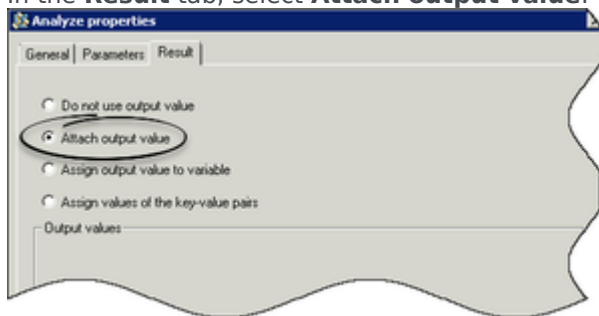 In the Result tab, select Attach output value.
Analyze properties
General Parameters Result
Do not use output value
Attach output value
Assign output value to variable
Assign values of the key-value pairs
Output values